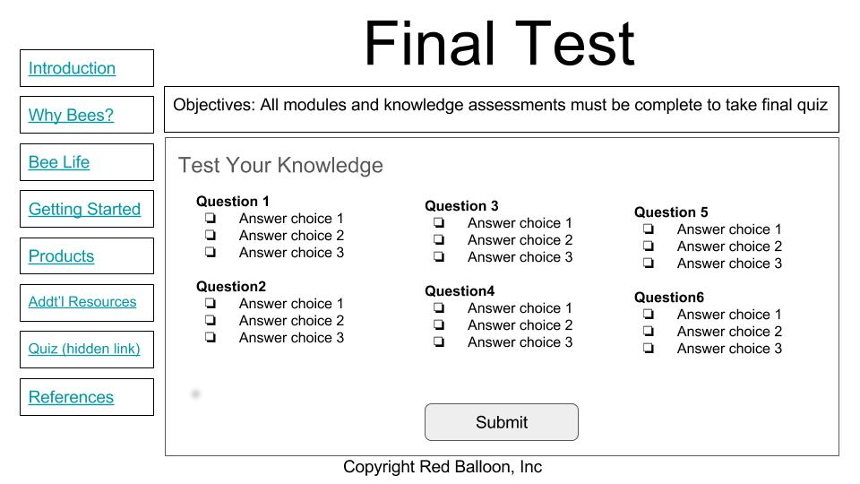 Final Test
Introduction
Why Bees?
Bee Life
Getting Started
Products
Addt'l Resources
Quiz (hidden link)
References
Objectives: All modules and knowledge assessments must be complete to take final quiz
Test Your Knowledge
Question 1
Answer choice 1
Answer choice 2
Answer choice 3
Question2
Answer choice 1
Answer choice 2
Answer choice 3
Question 3
Answer choice 1
Answer choice 2
Answer choice 3
Question4
Answer choice 1
Answer choice 2
Answer choice 3
Question 5
Answer choice 1
Answer choice 2
Answer choice 3
Question6
Answer choice 1
Answer choice 2
Answer choice 3
Submit
Copyright Red Balloon, Inc